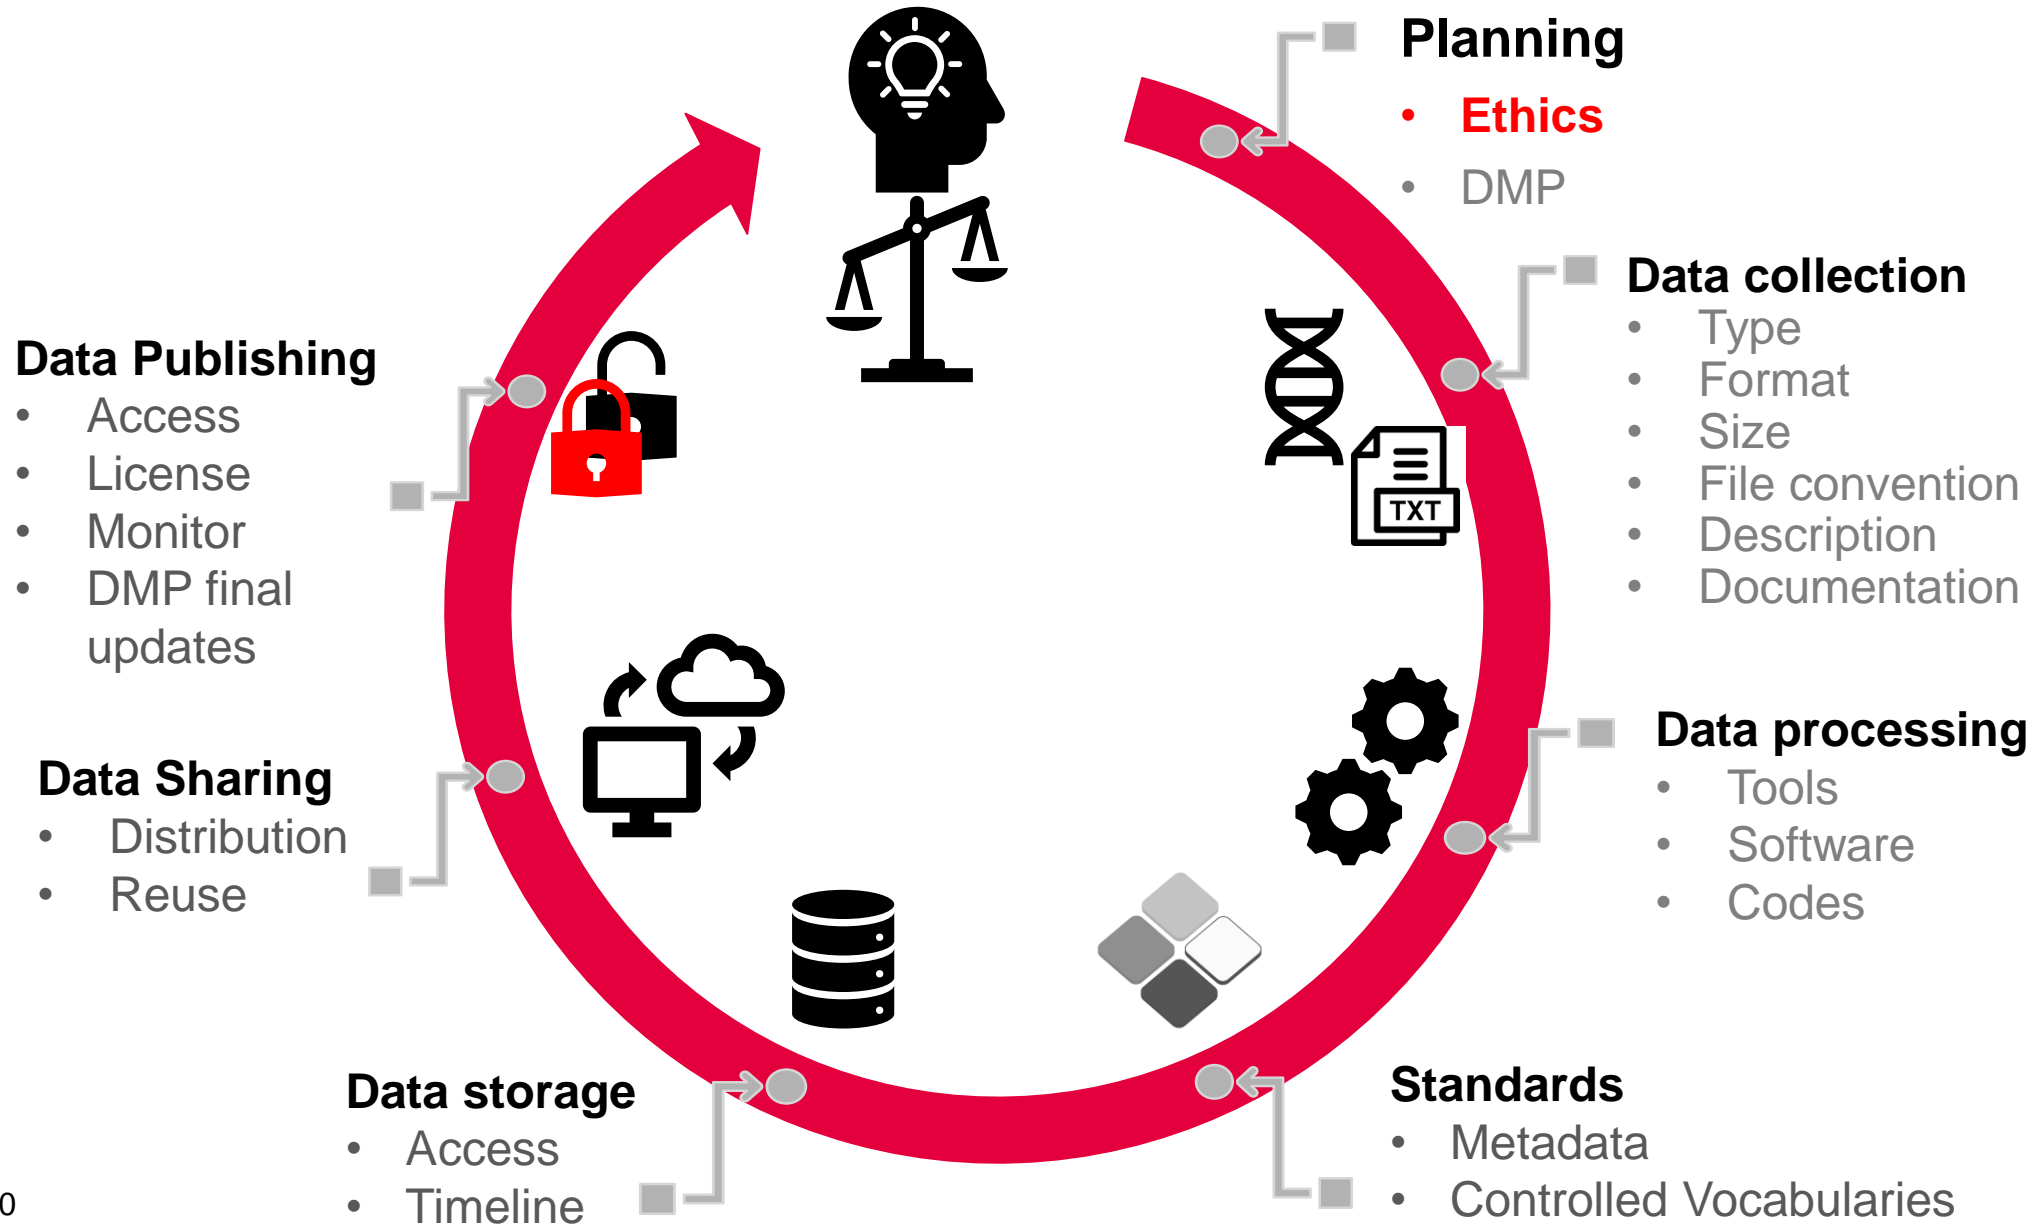 Planning
• Ethics
• DMP
Data collection
• Type
• Format
• Size
• File convention
• Description
• Documentation
TXT
Data processing
• Tools
• Software
• Codes
Standards
• Metadata
• Controlled Vocabularies
Data storage
• Access
• Timeline
Data Sharing
• Distribution
• Reuse
Data Publishing
• Access
• License
• Monitor
• DMP final
updates
0